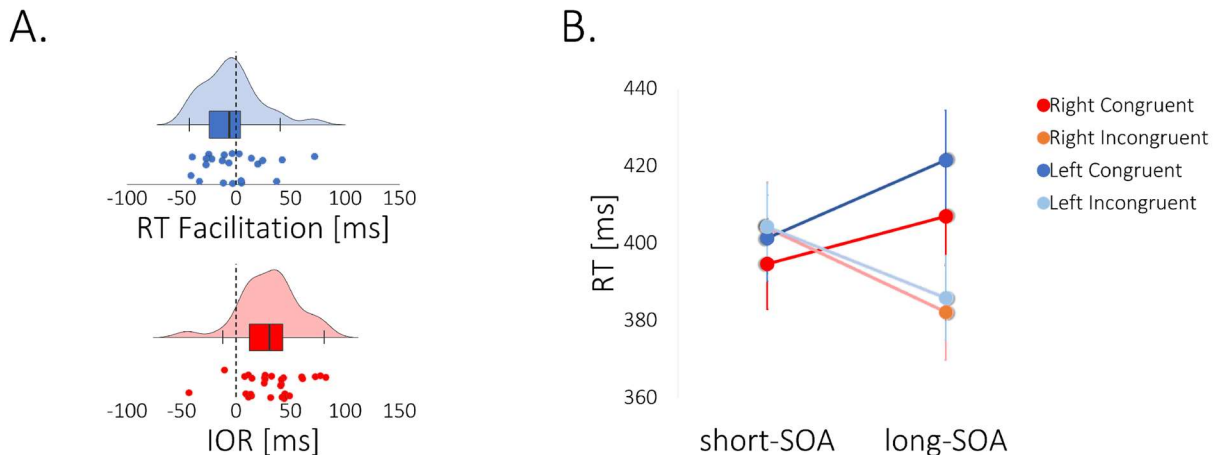 A.
-100 -50 0 50 100 150
RT Facilitation [ms]
-100 -50 0 50 100 150
IOR [ms]
B.
RT [ms]
440
420
400
380
360
short-SOA long-SOA
Right Congruent
Right Incongruent
Left Congruent
Left Incongruent